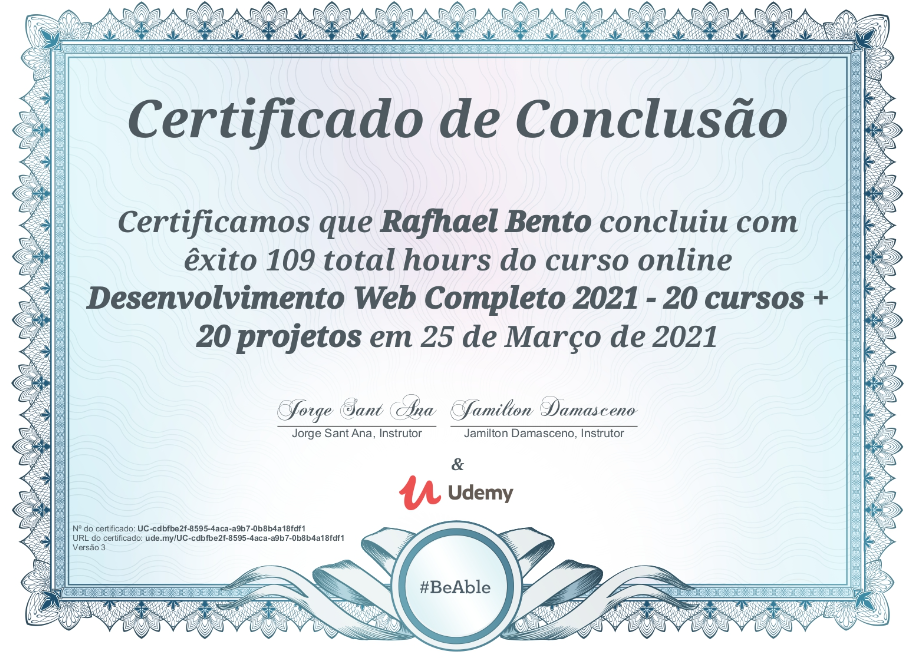 Certificado de Conclusão
Certificamos que Rafhael Bento concluiu com
êxito 109 total hours do curso online
Desenvolvimento Web Completo 2021 - 20 cursos +
20 projetos em 25 de Março de 2021
Jorge Sant Ana Jamilton Damasceno
Jorge Sant Ana, Instrutor Jamilton Damasceno, Instrutor
&
Udemy
Nº do certificado: UC-cdbfbe2f-8595-4aca-a9b7-0b8b4a18fdf1
URL do certificado: ude.my/UC-cdbfbe2f-8595-4aca-a9b7-0b8b4a18fdf1
Versão 3
#BeAble